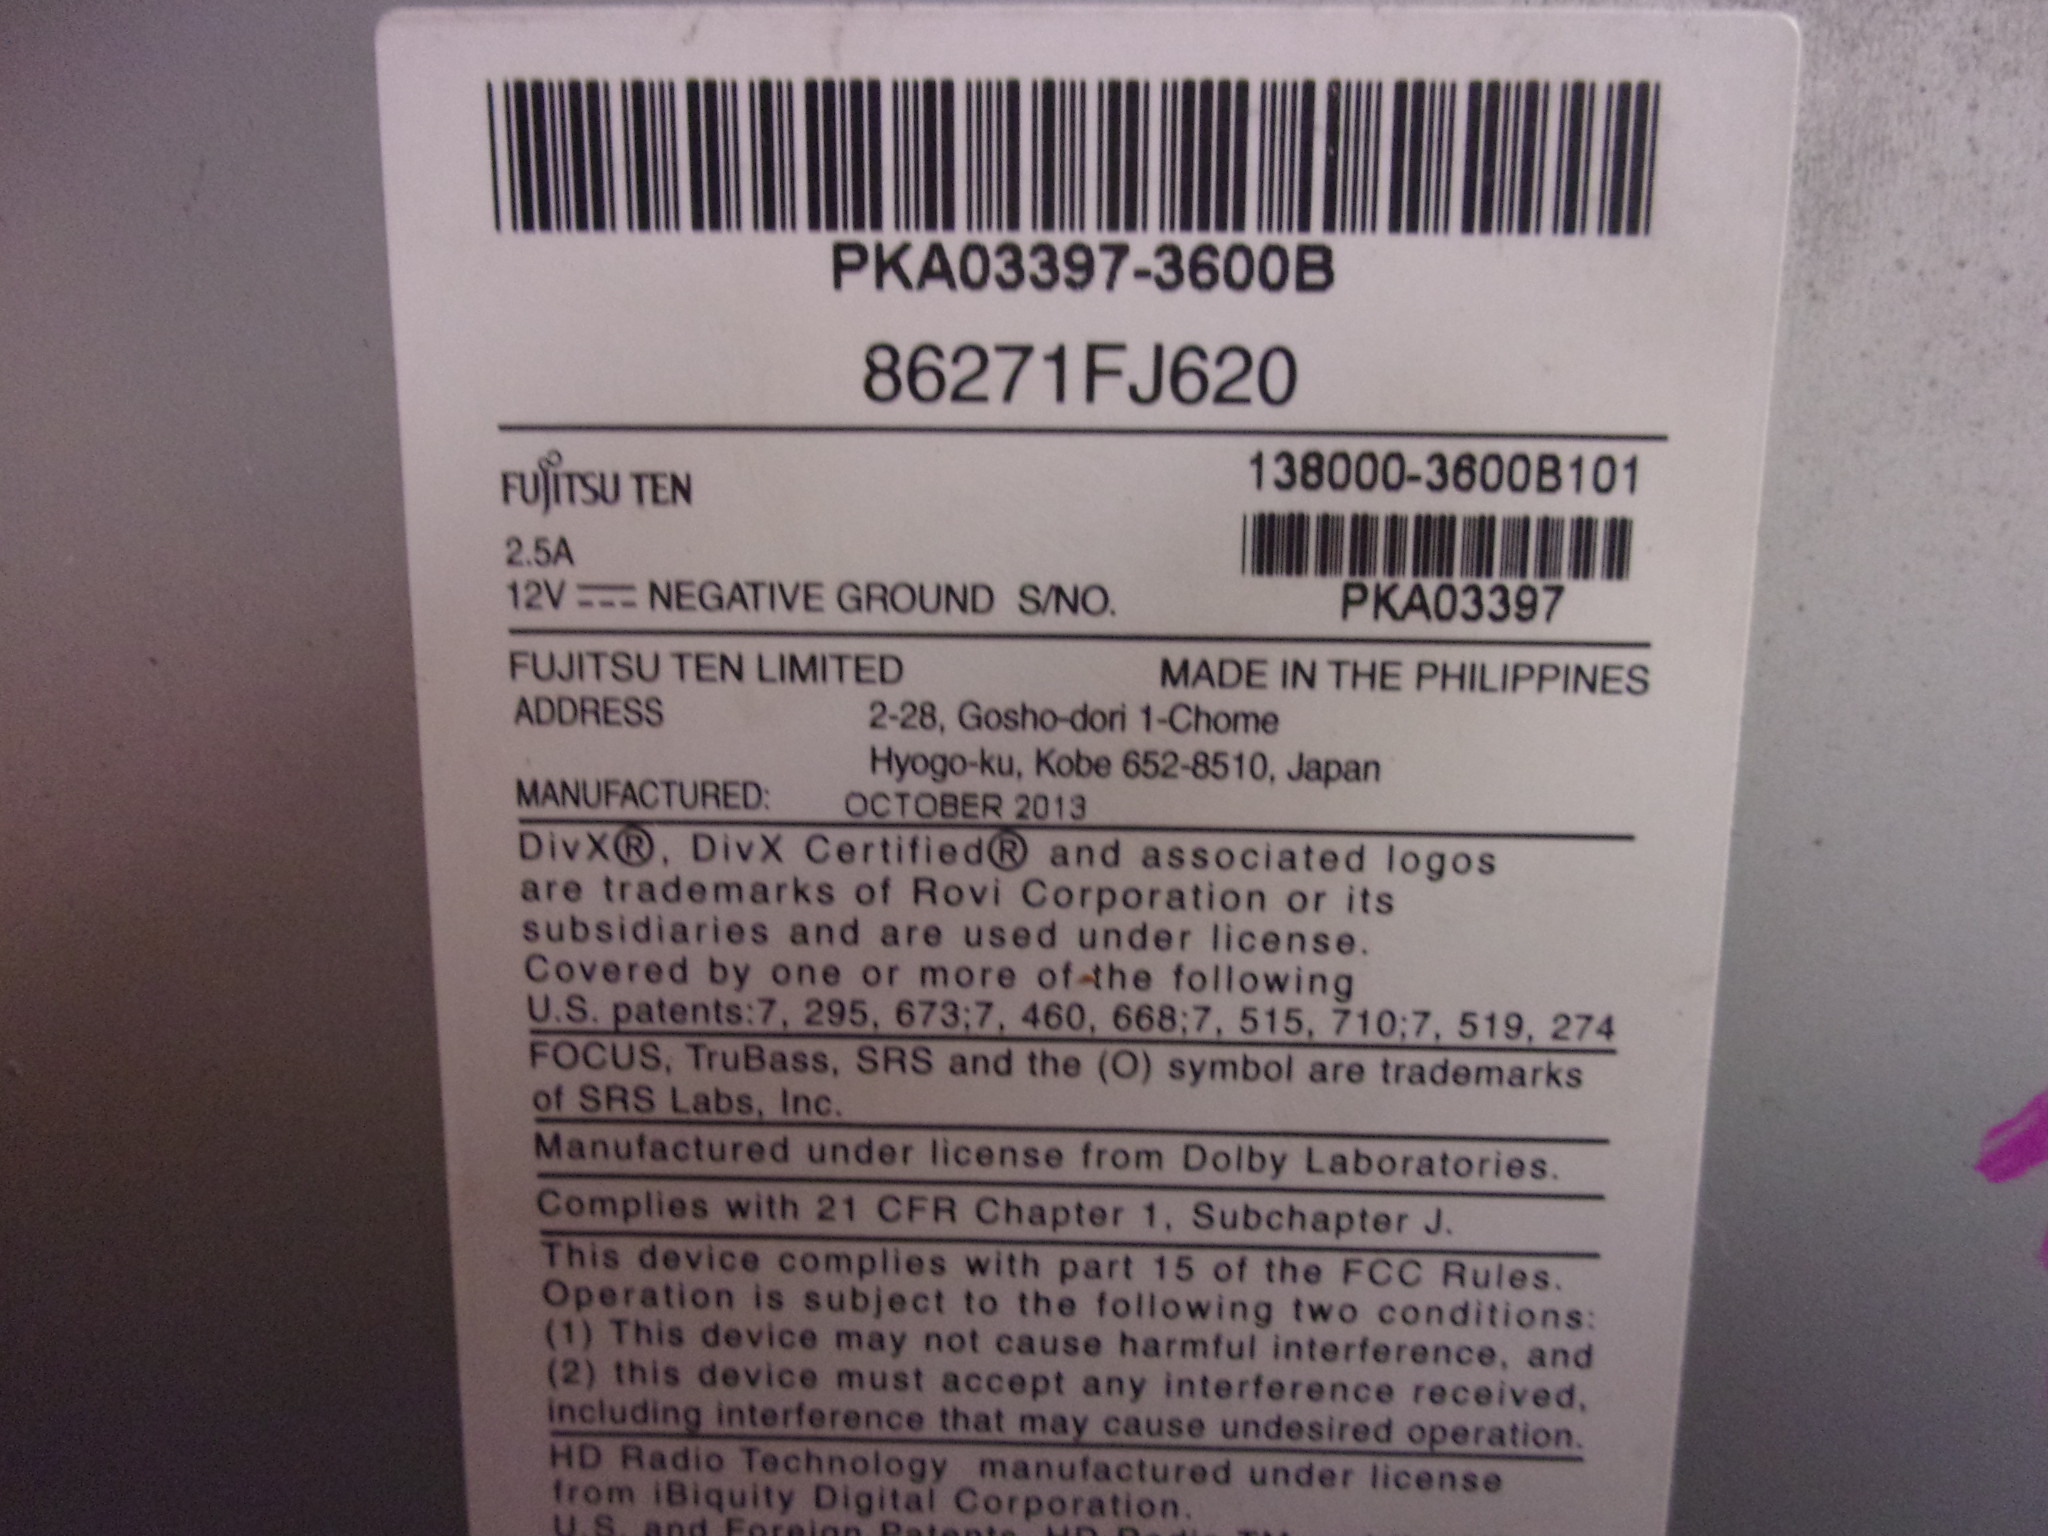 PKA03397-3600B
86271FJ620
FUJITSU TEN
138000-3600B101
2.5A
12V NEGATIVE GROUND S/NO.
PKA03397
FUJITSU TEN LIMITED MADE IN THE PHILIPPINES
ADDRESS 2-28, Gosho-dori 1-Chome
Hyogo-ku, Kobe 652-8510, Japan
MANUFACTURED: OCTOBER 2013
DivX®, DivX Certified® and associated logos
are trademarks of Rovi Corporation or its
subsidiaries and are used under license.
Covered by one or more of the following
U.S. patents:7, 295, 673;7, 460, 668;7, 515, 710;7, 519, 274
FOCUS, TruBass, SRS and the (O) symbol are trademarks
of SRS Labs, Inc.
Manufactured under license from Dolby Laboratories.
Complies with 21 CFR Chapter 1, Subchapter J.
This device complies with part 15 of the FCC Rules.
Operation is subject to the following two conditions:
(1) This device may not cause harmful interference, and
(2) this device must accept any interference received,
including interference that may cause undesired operation.
HD Radio Technology manufactured under license
from iBiquity Digital Corporation.
U.S. and Foreign Patents. HD Radio TM